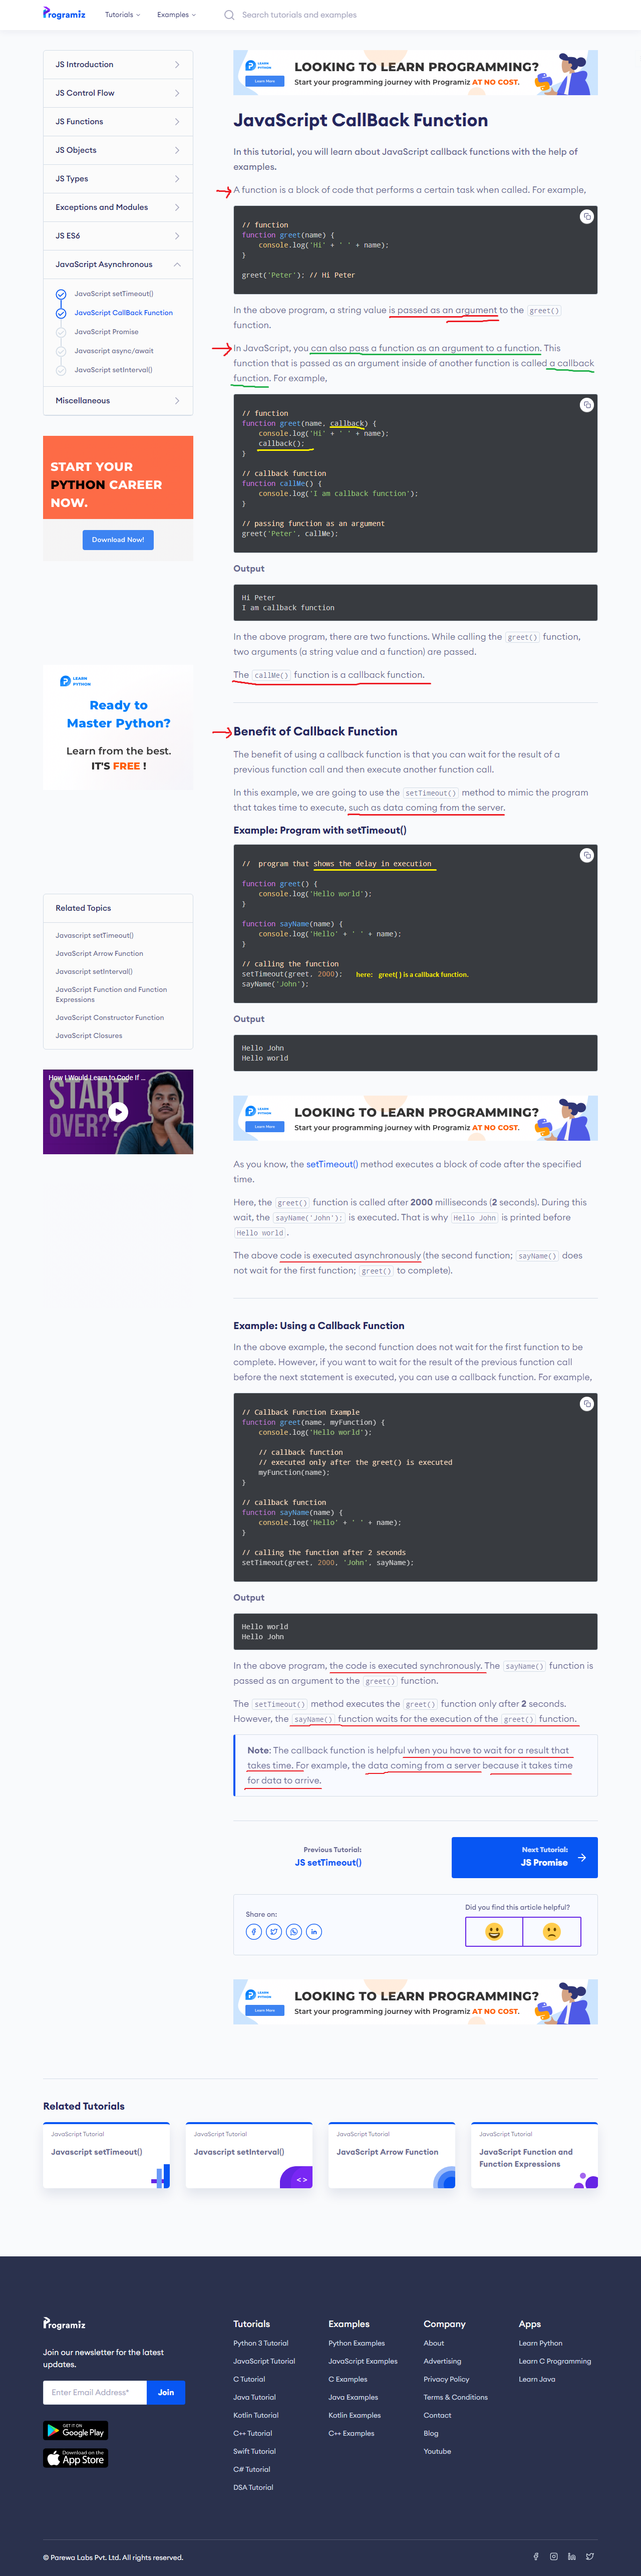 Programiz
Tutorials
Examples
Search tutorials and examples
JS Introduction
JS Control Flow
JS Functions
JS Objects
JS Types
Exceptions and Modules
JS ES6
JavaScript Asynchronous
JavaScript setTimeout()
JavaScript CallBack Function
JavaScript Promise
Javascript async/await
JavaScript setInterval()
Miscellaneous
START YOUR
PYTHON CAREER
NOW.
Download Now!
LEARN
PYTHON
Ready to
Master Python?
Learn from the best.
IT'S FREE !
Related Topics
Javascript setTimeout()
JavaScript Arrow Function
Javascript setInterval()
JavaScript Function and Function
Expressions
JavaScript Constructor Function
JavaScript Closures
How I Would Learn to Code If ...
START
OVER??
LEARN
PYTHON
Learn More
LOOKING TO LEARN PROGRAMMING?
Start your programming journey with Programiz AT NO COST.
JavaScript CallBack Function
In this tutorial, you will learn about JavaScript callback functions with the help of
examples.
A function is a block of code that performs a certain task when called. For example,
// function
function greet(name) {
    console.log('Hi' + ' ' + name);
}
greet('Peter'); // Hi Peter
In the above program, a string value is passed as an argument to the greet()
function.
In JavaScript, you can also pass a function as an argument to a function. This
function that is passed as an argument inside of another function is called a callback
function. For example,
// function
function greet(name, callback) {
    console.log('Hi' + ' ' + name);
    callback();
}
// callback function
function callMe() {
    console.log('I am callback function');
}
// passing function as an argument
greet('Peter', callMe);
Output
Hi Peter
I am callback function
In the above program, there are two functions. While calling the greet() function,
two arguments (a string value and a function) are passed.
The callMe() function is a callback function.
Benefit of Callback Function
The benefit of using a callback function is that you can wait for the result of a
previous function call and then execute another function call.
In this example, we are going to use the setTimeout() method to mimic the program
that takes time to execute, such as data coming from the server.
Example: Program with setTimeout()
//  program that shows the delay in execution
function greet() {
    console.log('Hello world');
}
function sayName(name) {
    console.log('Hello' + ' ' + name);
}
// calling the function
setTimeout(greet, 2000);  here: greet( ) is a callback function.
sayName('John');
Output
Hello John
Hello world
LEARN
PYTHON
Learn More
LOOKING TO LEARN PROGRAMMING?
Start your programming journey with Programiz AT NO COST.
As you know, the setTimeout() method executes a block of code after the specified
time.
Here, the greet() function is called after 2000 milliseconds (2 seconds). During this
wait, the sayName('John'); is executed. That is why Hello John is printed before
Hello world.
The above code is executed asynchronously (the second function; sayName() does
not wait for the first function; greet() to complete).
Example: Using a Callback Function
In the above example, the second function does not wait for the first function to be
complete. However, if you want to wait for the result of the previous function call
before the next statement is executed, you can use a callback function. For example,
// Callback Function Example
function greet(name, myFunction) {
    console.log('Hello world');
    // callback function
    // executed only after the greet() is executed
    myFunction(name);
}
// callback function
function sayName(name) {
    console.log('Hello' + ' ' + name);
}
// calling the function after 2 seconds
setTimeout(greet, 2000, 'John', sayName);
Output
Hello world
Hello John
In the above program, the code is executed synchronously. The sayName() function is
passed as an argument to the greet() function.
The setTimeout() method executes the greet() function only after 2 seconds.
However, the sayName() function waits for the execution of the greet() function.
Note: The callback function is helpful when you have to wait for a result that
takes time. For example, the data coming from a server because it takes time
for data to arrive.
Previous Tutorial:
JS setTimeout()
Next Tutorial:
JS Promise
Share on:
Did you find this article helpful?
LEARN
PYTHON
Learn More
LOOKING TO LEARN PROGRAMMING?
Start your programming journey with Programiz AT NO COST.
Related Tutorials
JavaScript Tutorial
Javascript setTimeout()
JavaScript Tutorial
Javascript setInterval()
< >
JavaScript Tutorial
JavaScript Arrow Function
JavaScript Tutorial
JavaScript Function and
Function Expressions
Programiz
Join our newsletter for the latest
updates.
Enter Email Address*
Join
GET IT ON
Google Play
Download on the
App Store
Tutorials
Python 3 Tutorial
JavaScript Tutorial
C Tutorial
Java Tutorial
Kotlin Tutorial
C++ Tutorial
Swift Tutorial
C# Tutorial
DSA Tutorial
Examples
Python Examples
JavaScript Examples
C Examples
Java Examples
Kotlin Examples
C++ Examples
Company
About
Advertising
Privacy Policy
Terms & Conditions
Contact
Blog
Youtube
Apps
Learn Python
Learn C Programming
Learn Java
© Parewa Labs Pvt. Ltd. All rights reserved.